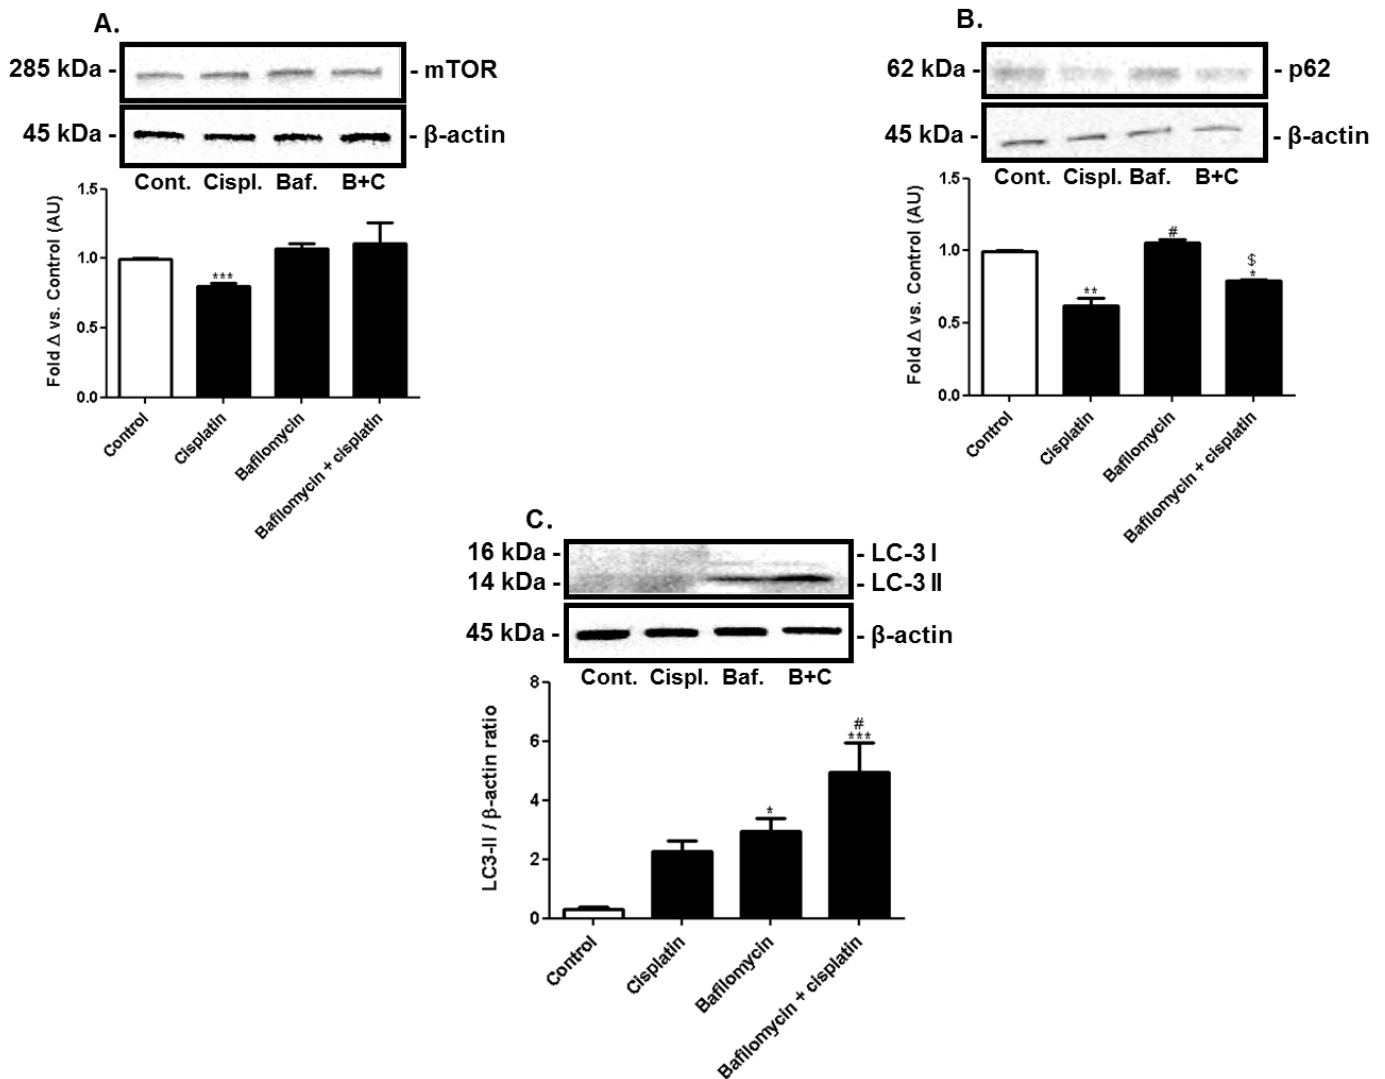 A.
285 kDa - - mTOR
45 kDa - - β-actin
Cont. Cispl. Baf. B+C
Fold Δ vs. Control (AU)
1.5
1.0
0.5
0.0
***
Control
Cisplatin
Bafilomycin
Bafilomycin + cisplatin
B.
62 kDa - - p62
45 kDa - - β-actin
Cont. Cispl. Baf. B+C
Fold Δ vs. Control (AU)
1.5
1.0
0.5
0.0
**
#
$
*
Control
Cisplatin
Bafilomycin
Bafilomycin + cisplatin
C.
16 kDa - - LC-3 I
14 kDa - - LC-3 II
45 kDa - - β-actin
Cont. Cispl. Baf. B+C
LC3-II / β-actin ratio
8
6
4
2
0
*
#
***
Control
Cisplatin
Bafilomycin
Bafilomycin + cisplatin